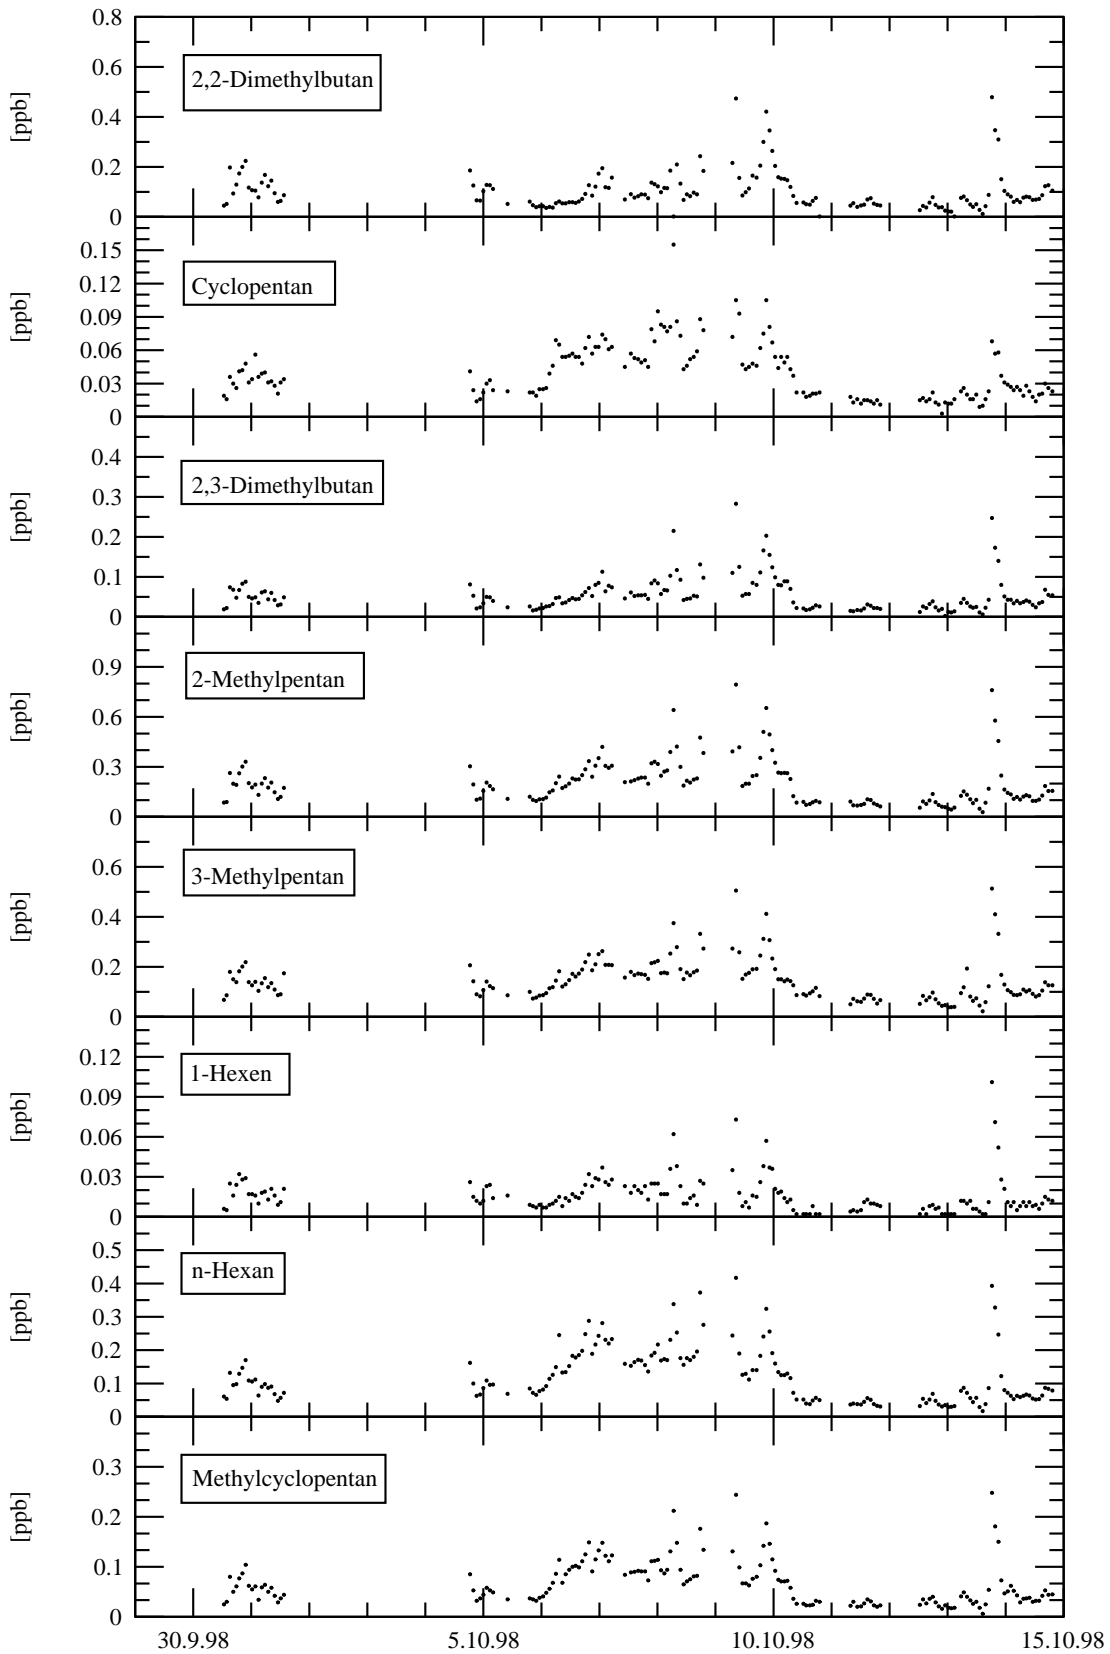 0.8
0.6
0.4
0.2
0
[ppb]
2,2-Dimethylbutan
0.15
0.12
0.09
0.06
0.03
0
[ppb]
Cyclopentan
0.4
0.3
0.2
0.1
0
[ppb]
2,3-Dimethylbutan
0.9
0.6
0.3
0
[ppb]
2-Methylpentan
0.6
0.4
0.2
0
[ppb]
3-Methylpentan
0.12
0.09
0.06
0.03
0
[ppb]
1-Hexen
0.5
0.4
0.3
0.2
0.1
0
[ppb]
n-Hexan
0.3
0.2
0.1
0
[ppb]
Methylcyclopentan
30.9.98 5.10.98 10.10.98 15.10.98